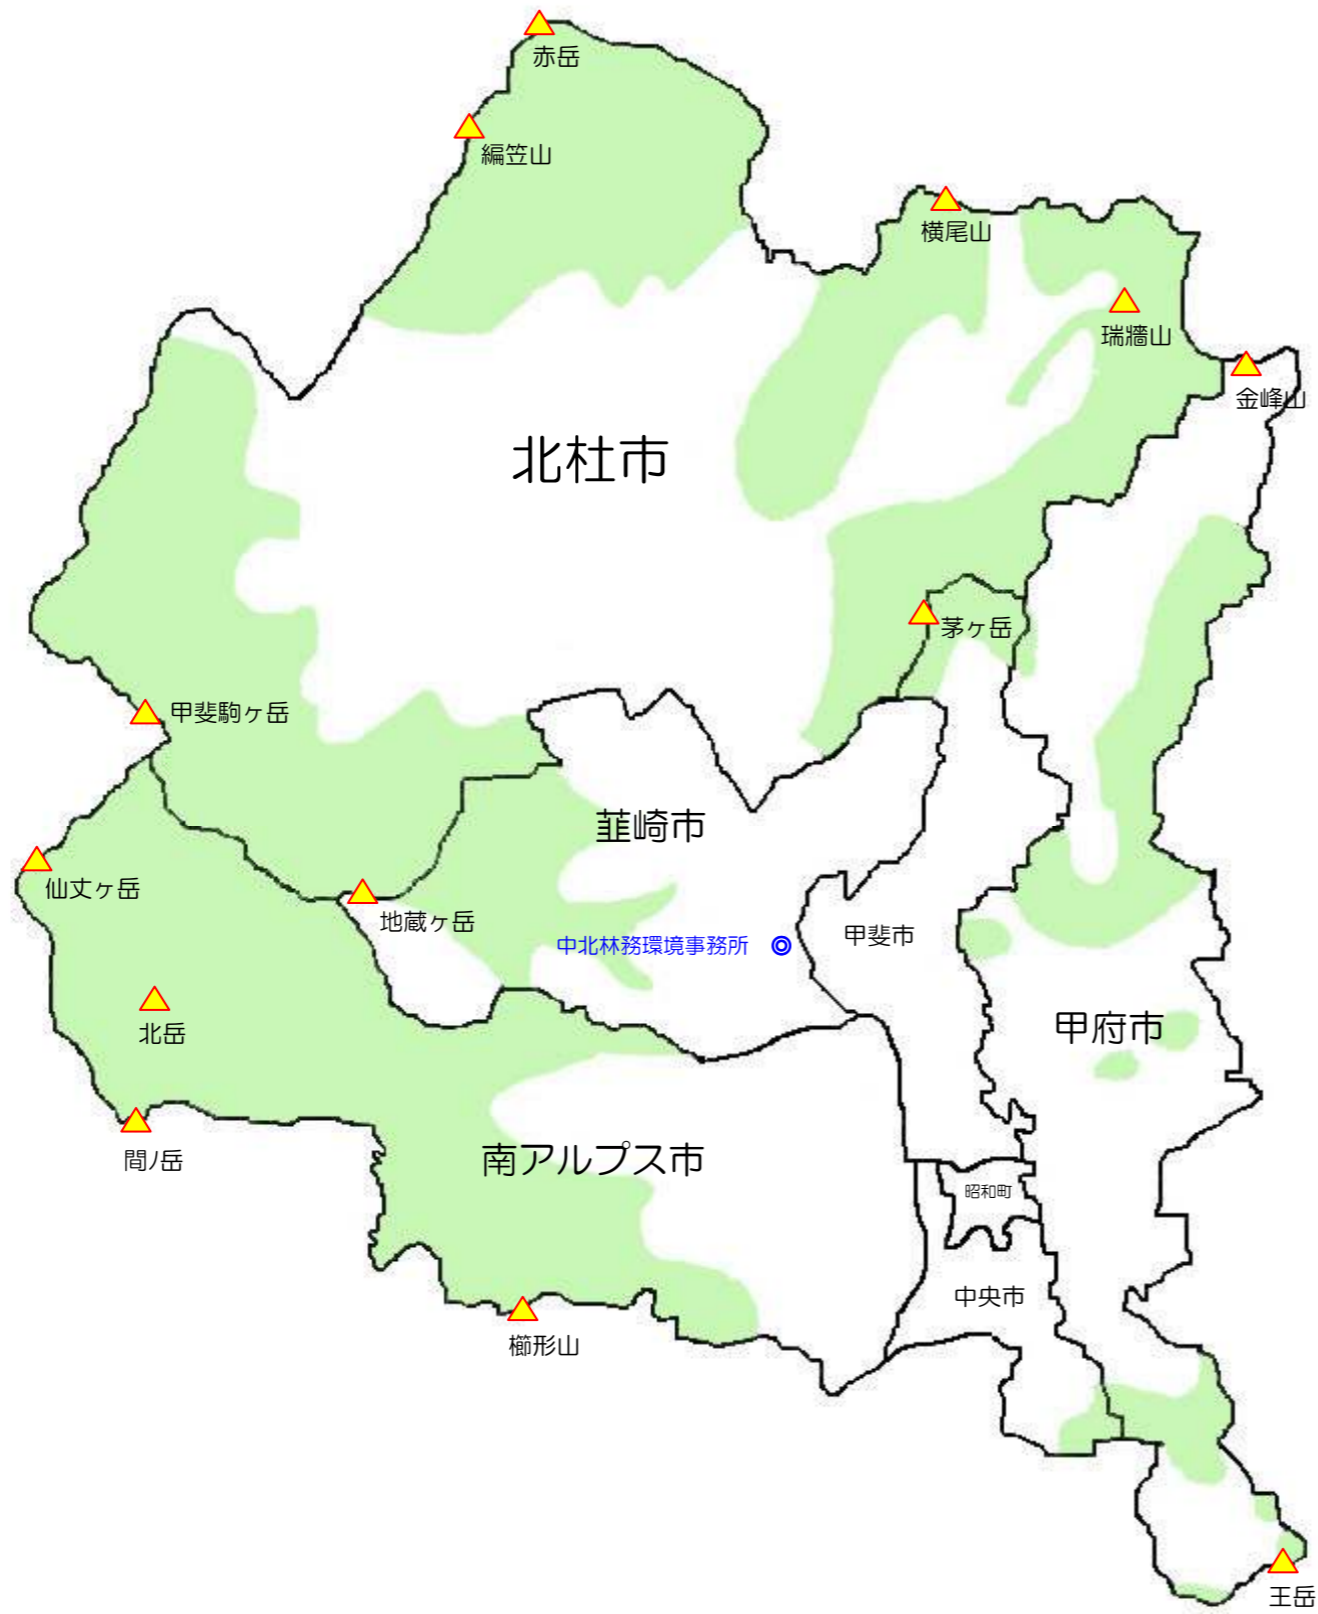 赤岳
編笠山
横尾山
瑞牆山
金峰山
北杜市
茅ヶ岳
甲斐駒ヶ岳
韮崎市
仙丈ヶ岳
地蔵ヶ岳
中北林務環境事務所 ◎
甲斐市
北岳
甲府市
間ノ岳
南アルプス市
昭和町
中央市
櫛形山
王岳